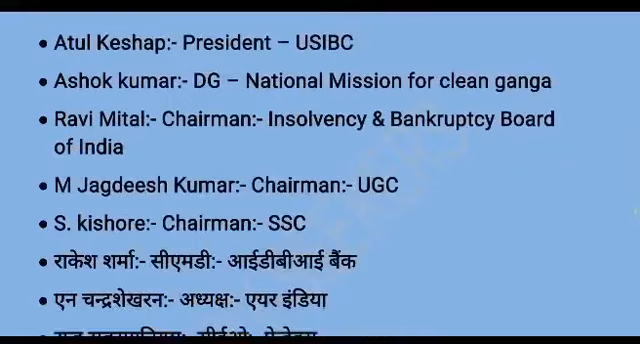 • Atul Keshap:- President – USIBC
• Ashok kumar:- DG – National Mission for clean ganga
• Ravi Mital:- Chairman:- Insolvency & Bankruptcy Board
of India
• M Jagdeesh Kumar:- Chairman:- UGC
• S. kishore:- Chairman:- SSC
• राकेश शर्मा:- सीएमडी:- आईडीबीआई बैंक
• एन चन्द्रशेखरन:- अध्यक्ष:- एयर इंडिया